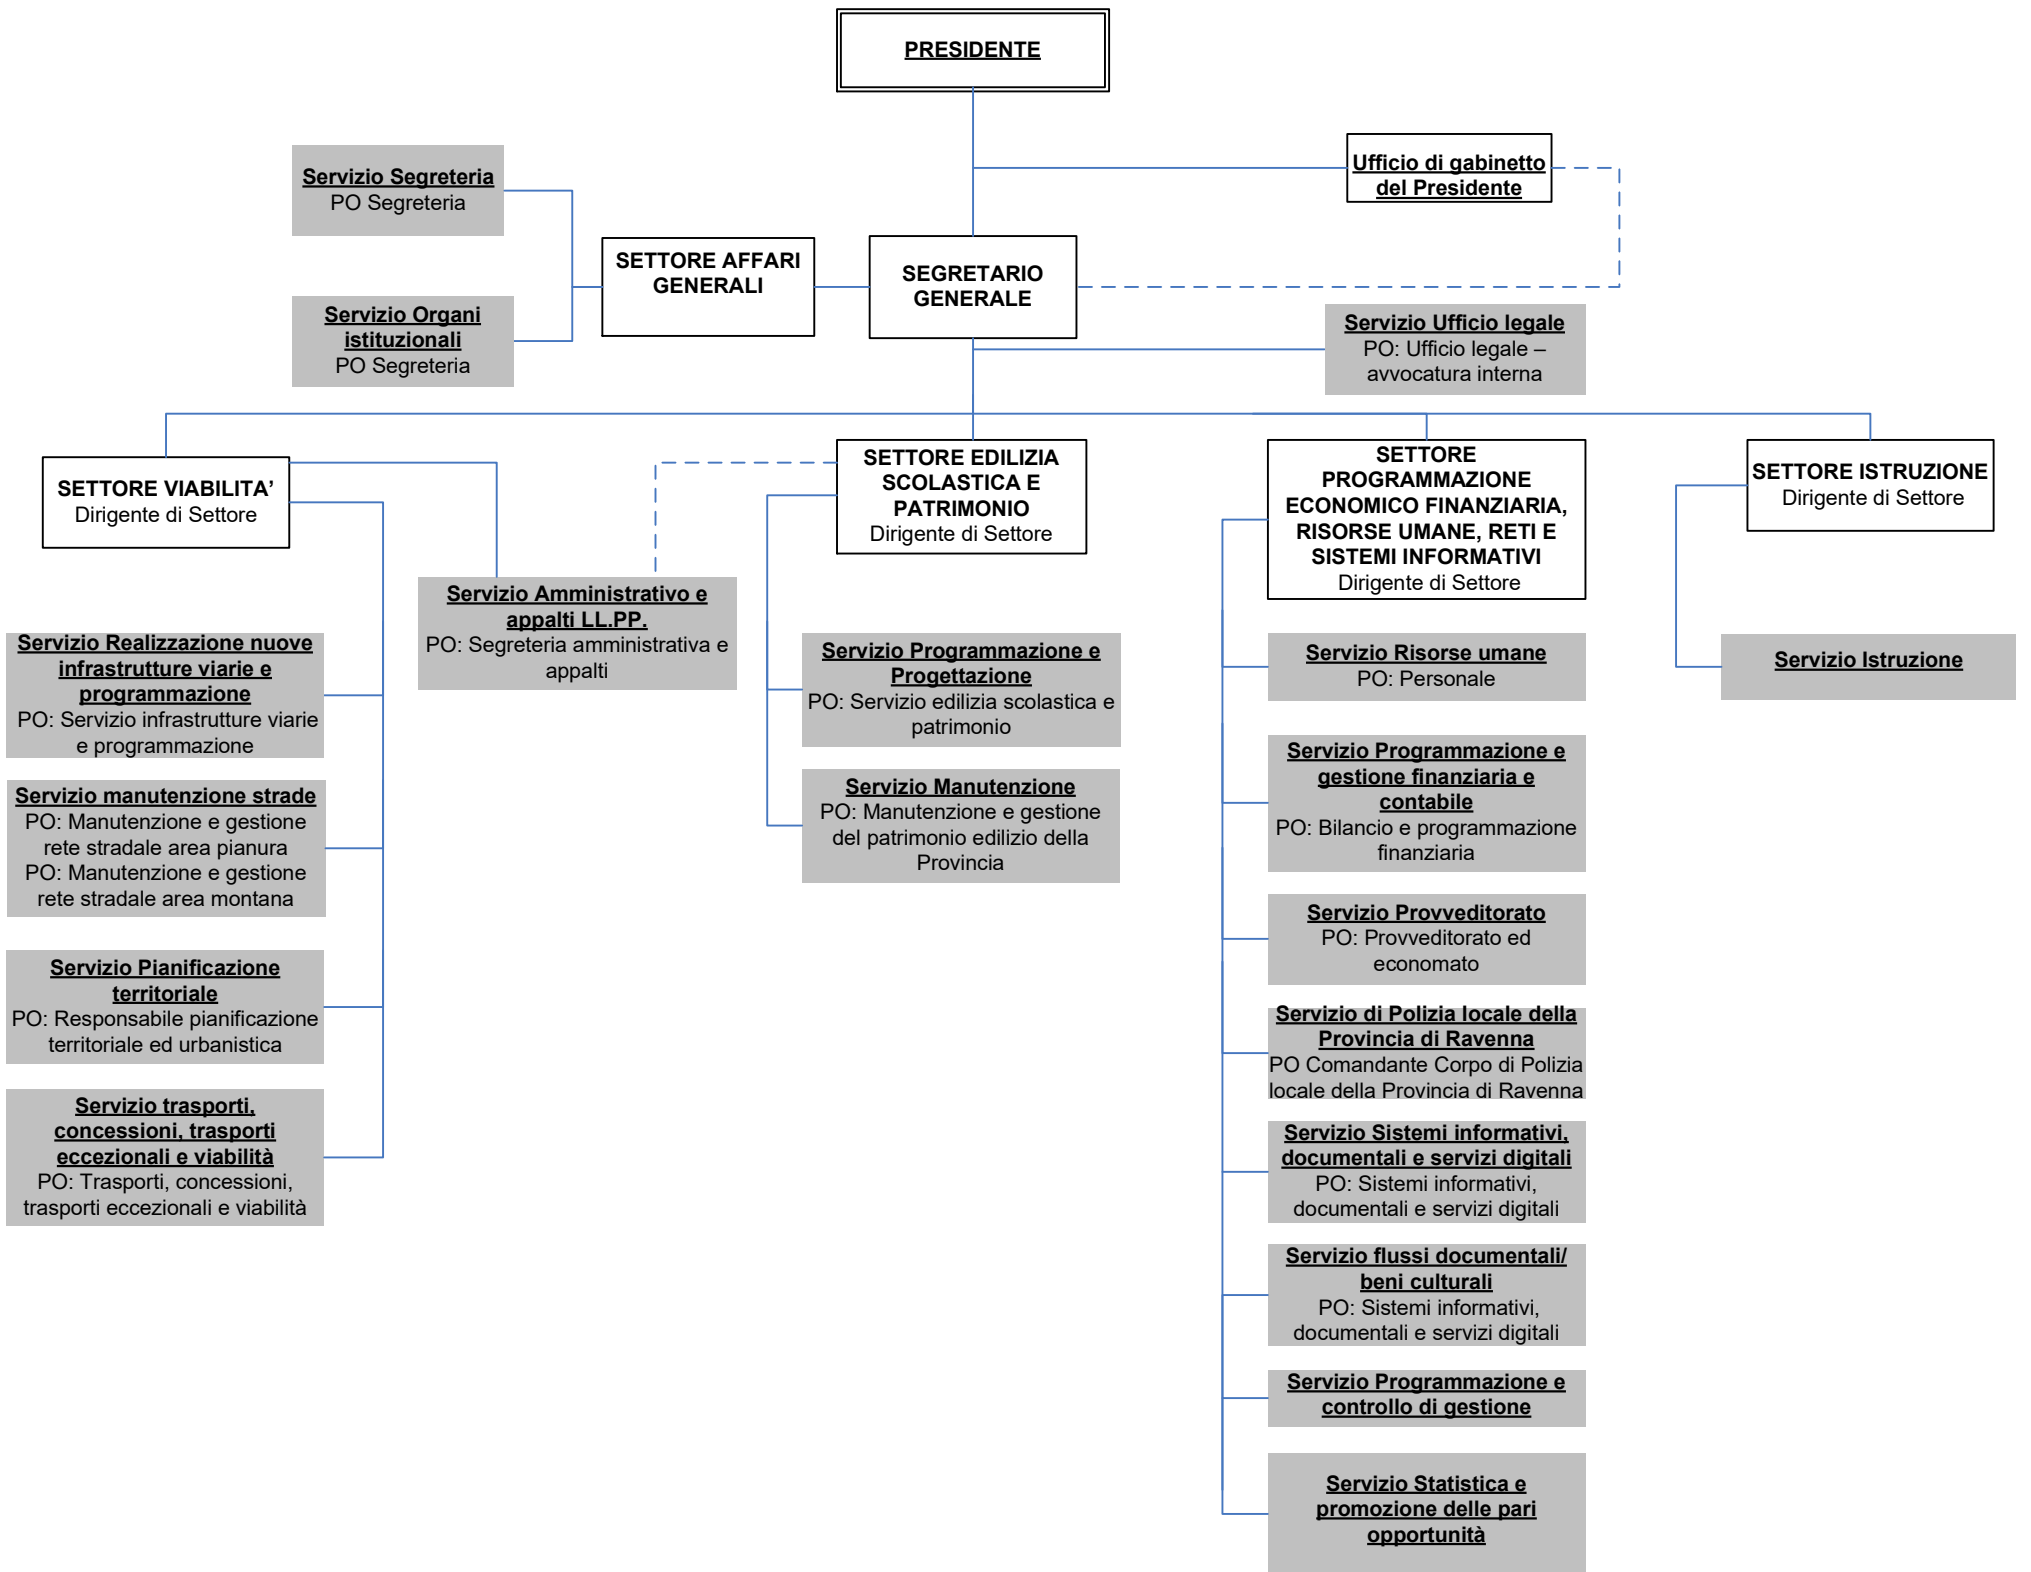 PRESIDENTE
Ufficio di gabinetto
del Presidente
Servizio Segreteria
PO Segreteria
SETTORE AFFARI
GENERALI
SEGRETARIO
GENERALE
Servizio Organi
istituzionali
PO Segreteria
Servizio Ufficio legale
PO: Ufficio legale –
avvocatura interna
SETTORE VIABILITA’
Dirigente di Settore
SETTORE EDILIZIA
SCOLASTICA E
PATRIMONIO
Dirigente di Settore
SETTORE
PROGRAMMAZIONE
ECONOMICO FINANZIARIA,
RISORSE UMANE, RETI E
SISTEMI INFORMATIVI
Dirigente di Settore
SETTORE ISTRUZIONE
Dirigente di Settore
Servizio Amministrativo e
appalti LL.PP.
PO: Segreteria amministrativa e
appalti
Servizio Realizzazione nuove
infrastrutture viarie e
programmazione
PO: Servizio infrastrutture viarie
e programmazione
Servizio manutenzione strade
PO: Manutenzione e gestione
rete stradale area pianura
PO: Manutenzione e gestione
rete stradale area montana
Servizio Pianificazione
territoriale
PO: Responsabile pianificazione
territoriale ed urbanistica
Servizio trasporti,
concessioni, trasporti
eccezionali e viabilità
PO: Trasporti, concessioni,
trasporti eccezionali e viabilità
Servizio Programmazione e
Progettazione
PO: Servizio edilizia scolastica e
patrimonio
Servizio Manutenzione
PO: Manutenzione e gestione
del patrimonio edilizio della
Provincia
Servizio Risorse umane
PO: Personale
Servizio Programmazione e
gestione finanziaria e
contabile
PO: Bilancio e programmazione
finanziaria
Servizio Provveditorato
PO: Provveditorato ed
economato
Servizio di Polizia locale della
Provincia di Ravenna
PO Comandante Corpo di Polizia
locale della Provincia di Ravenna
Servizio Sistemi informativi,
documentali e servizi digitali
PO: Sistemi informativi,
documentali e servizi digitali
Servizio flussi documentali/
beni culturali
PO: Sistemi informativi,
documentali e servizi digitali
Servizio Programmazione e
controllo di gestione
Servizio Statistica e
promozione delle pari
opportunità
Servizio Istruzione